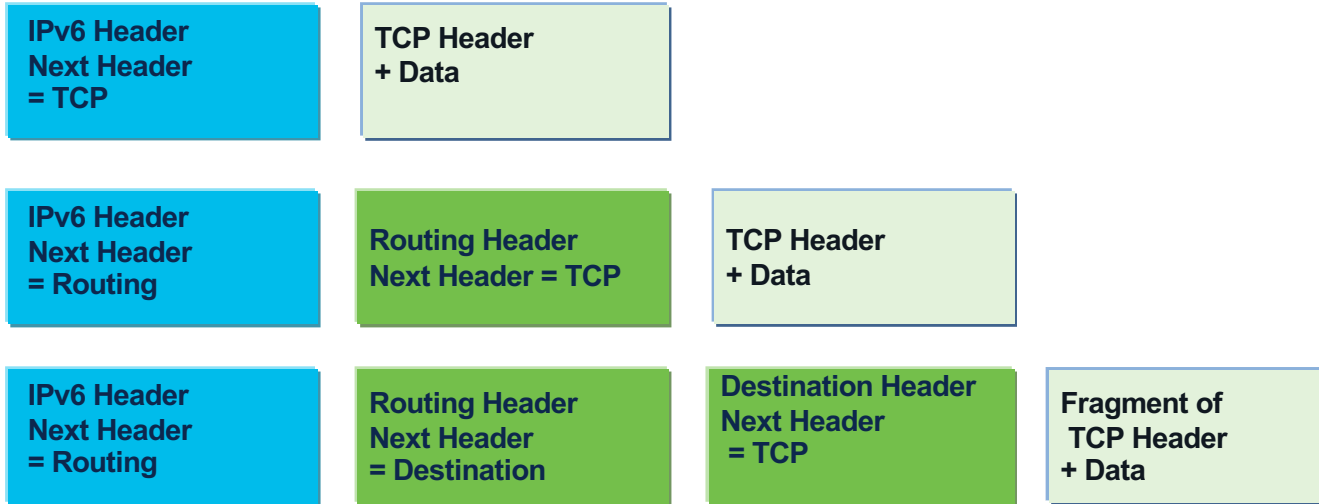 IPv6 Header
Next Header
= TCP
TCP Header
+ Data
IPv6 Header
Next Header
= Routing
Routing Header
Next Header = TCP
TCP Header
+ Data
IPv6 Header
Next Header
= Routing
Routing Header
Next Header
= Destination
Destination Header
Next Header
= TCP
Fragment of
TCP Header
+ Data